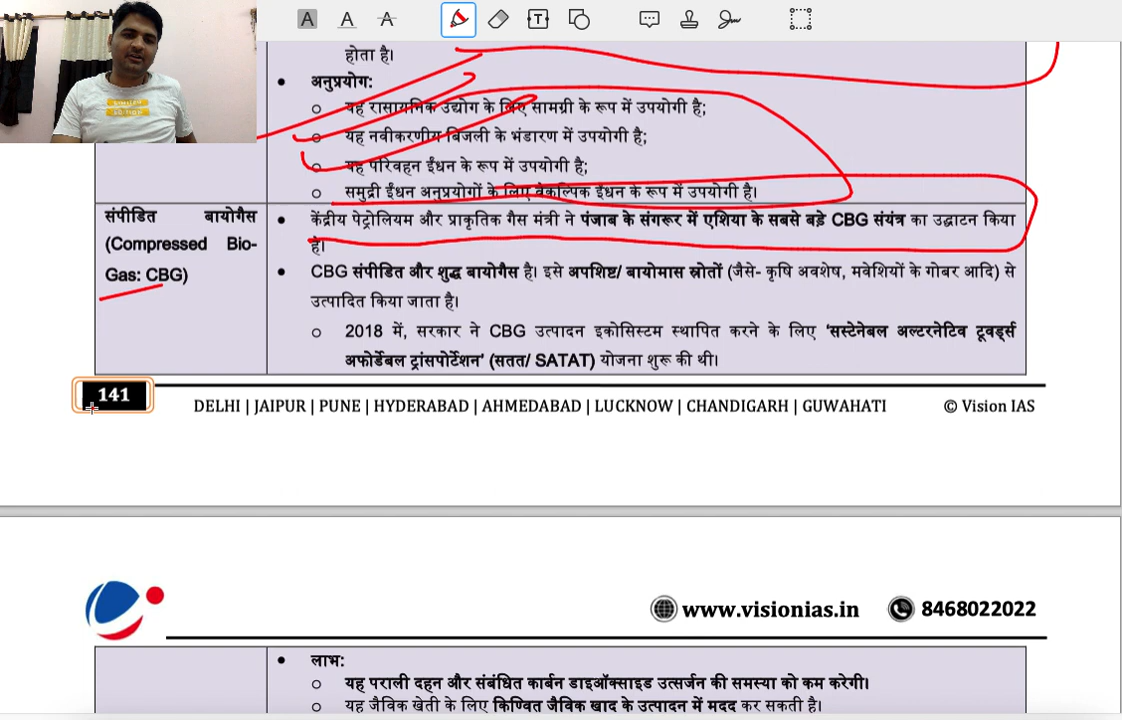 A A A T
होता है।
• अनुप्रयोग:
o यह रासायनिक उद्योग के लिए सामग्री के रूप में उपयोगी है;
o यह नवीकरणीय बिजली के भंडारण में उपयोगी है;
o यह परिवहन ईंधन के रूप में उपयोगी है;
o समुद्री ईंधन अनुप्रयोगों के लिए वैकल्पिक ईंधन के रूप में उपयोगी है।
संपीडित बायोगैस
(Compressed Bio-
Gas: CBG)
• केंद्रीय पेट्रोलियम और प्राकृतिक गैस मंत्री ने पंजाब के संगरूर में एशिया के सबसे बड़े CBG संयंत्र का उद्घाटन किया
है।
• CBG संपीडित और शुद्ध बायोगैस है। इसे अपशिष्ट/ बायोमास स्रोतों (जैसे- कृषि अवशेष, मवेशियों के गोबर आदि) से
उत्पादित किया जाता है।
o 2018 में, सरकार ने CBG उत्पादन इकोसिस्टम स्थापित करने के लिए 'सस्टेनेबल अल्टरनेटिव टूवर्ड्स
अफोर्डेबल ट्रांसपोर्टेशन' (सतत/ SATAT) योजना शुरू की थी।
141
DELHI | JAIPUR | PUNE | HYDERABAD | AHMEDABAD | LUCKNOW | CHANDIGARH | GUWAHATI © Vision IAS
www.visionias.in 8468022022
• लाभ:
o यह पराली दहन और संबंधित कार्बन डाइऑक्साइड उत्सर्जन की समस्या को कम करेगी।
o यह जैविक खेती के लिए किण्वित जैविक खाद के उत्पादन में मदद कर सकती है।